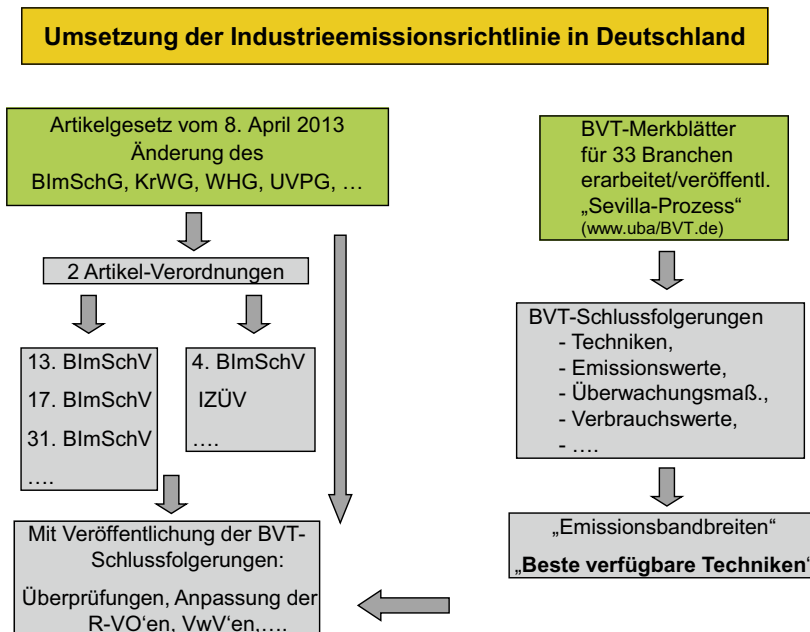 Umsetzung der Industrieemissionsrichtlinie in Deutschland
Artikelgesetz vom 8. April 2013
Änderung des
BImSchG, KrWG, WHG, UVPG, …
2 Artikel-Verordnungen
13. BImSchV
17. BImSchV
31. BImSchV
….
4. BImSchV
IZÜV
….
Mit Veröffentlichung der BVT-
Schlussfolgerungen:
Überprüfungen, Anpassung der
R-VO‘en, VwV‘en,….
BVT-Merkblätter
für 33 Branchen
erarbeitet/veröffentl.
„Sevilla-Prozess“
(www.uba/BVT.de)
BVT-Schlussfolgerungen
- Techniken,
- Emissionswerte,
- Überwachungsmaß.,
- Verbrauchswerte,
- ….
„Emissionsbandbreiten“
„Beste verfügbare Techniken“